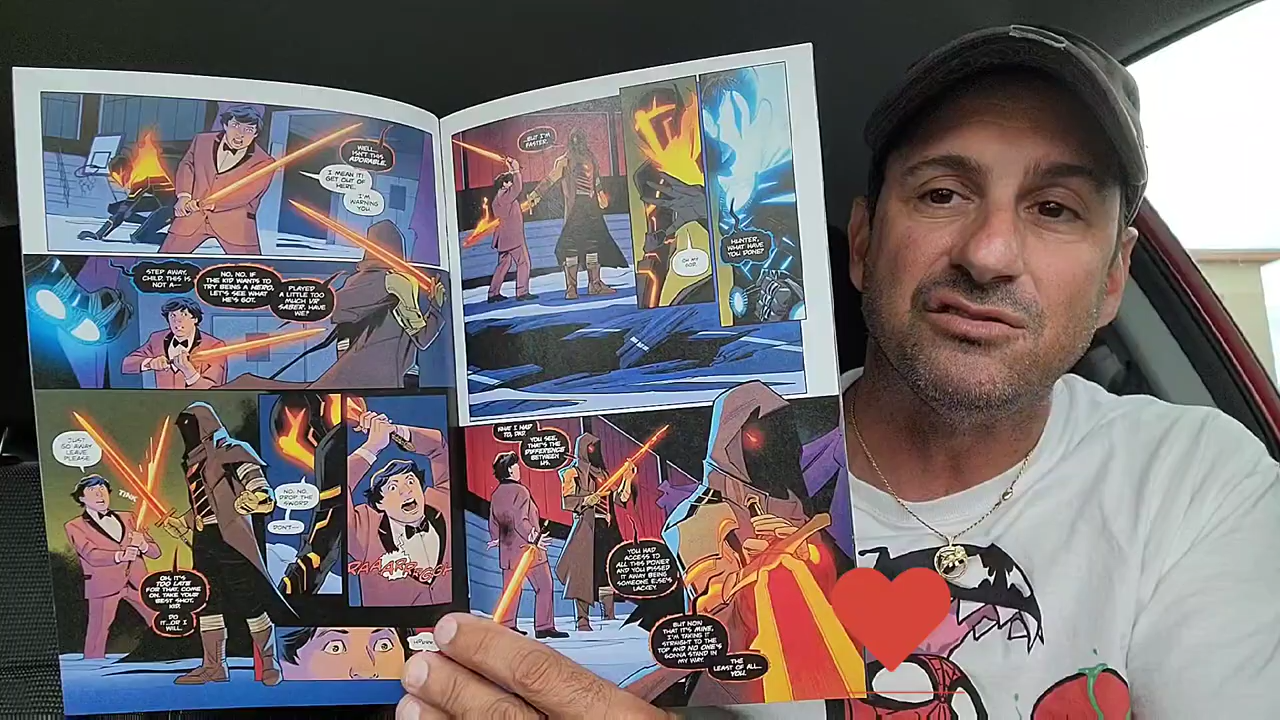 WELL...
ISN'T THIS
ADORABLE.
I MEAN IT!
GET OUT OF
HERE.
I'M
WARNING
YOU.
STEP AWAY,
CHILD. THIS IS
NOT A--
NO, NO. IF
THE KID WANTS TO
TRY BEING A HERO,
LET'S SEE WHAT
HE'S GOT.
PLAYED
A LITTLE TOO
MUCH VR
SABER, HAVE
WE?
JUST...
GO AWAY.
LEAVE
PLEASE.
TINK
OH, IT'S
TOO LATE
FOR THAT. COME
ON. TAKE YOUR
BEST SHOT,
KID.
DO
IT...OR I
WILL.
NO, NO,
DROP THE
SWORD.
DON'T--
...BUT I'M
FASTER.
OH MY
GOD.
HUNTER,
WHAT HAVE
YOU DONE?
WHAT I HAD
TO, DAD.
YOU SEE,
THAT'S THE
DIFFERENCE
BETWEEN
US.
YOU HAD
ACCESS TO
ALL THIS POWER
AND YOU PISSED
IT AWAY BEING
SOMEONE ELSE'S
LACKEY.
BUT NOW
THAT IT'S MINE,
I'M TAKING IT
STRAIGHT TO THE
TOP AND NO ONE'S
GONNA STAND IN
MY WAY.
THE
LEAST OF ALL...
YOU.